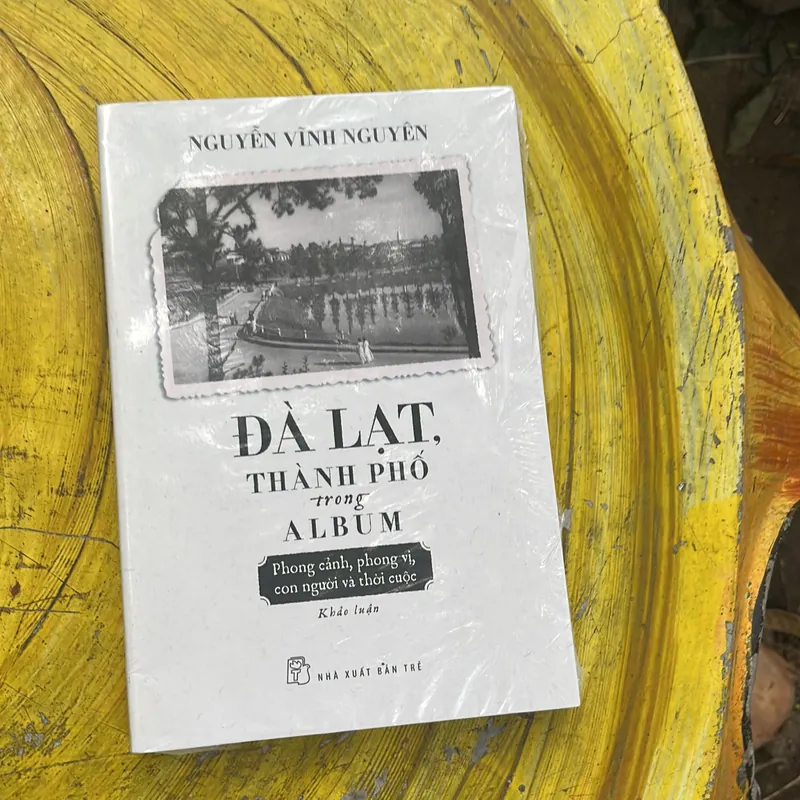 NGUYỄN VĨNH NGUYÊN
ĐÀ LẠT,
THÀNH PHỐ
trong
ALBUM
Phong cảnh, phong vị,
con người và thời cuộc
Khảo luận
NHÀ XUẤT BẢN TRẺ